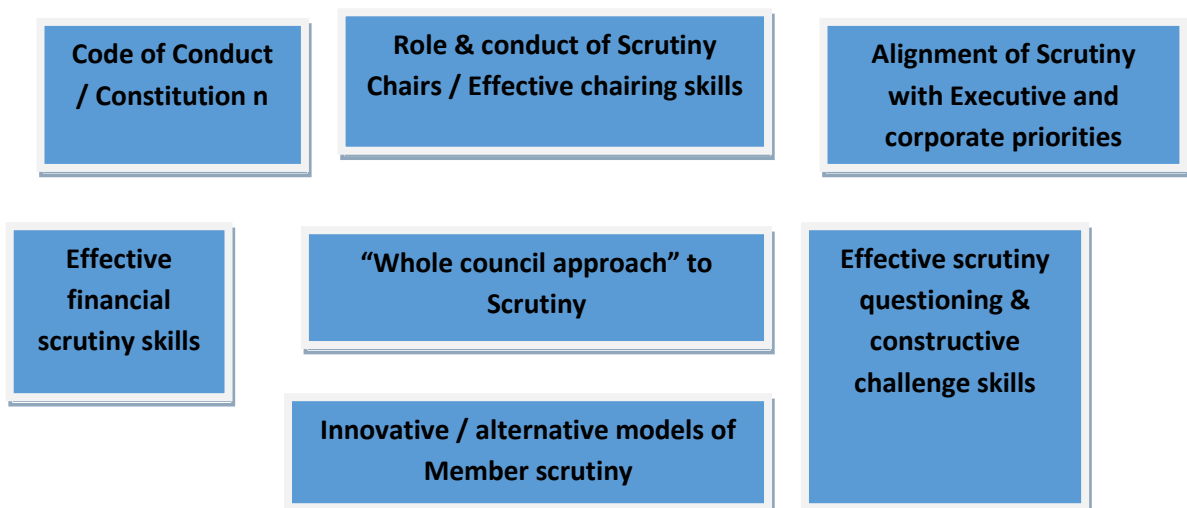 Code of Conduct
/ Constitution n
Role & conduct of Scrutiny
Chairs / Effective chairing skills
Alignment of Scrutiny
with Executive and
corporate priorities
Effective
financial
scrutiny skills
“Whole council approach” to
Scrutiny
Effective scrutiny
questioning &
constructive
challenge skills
Innovative / alternative models of
Member scrutiny